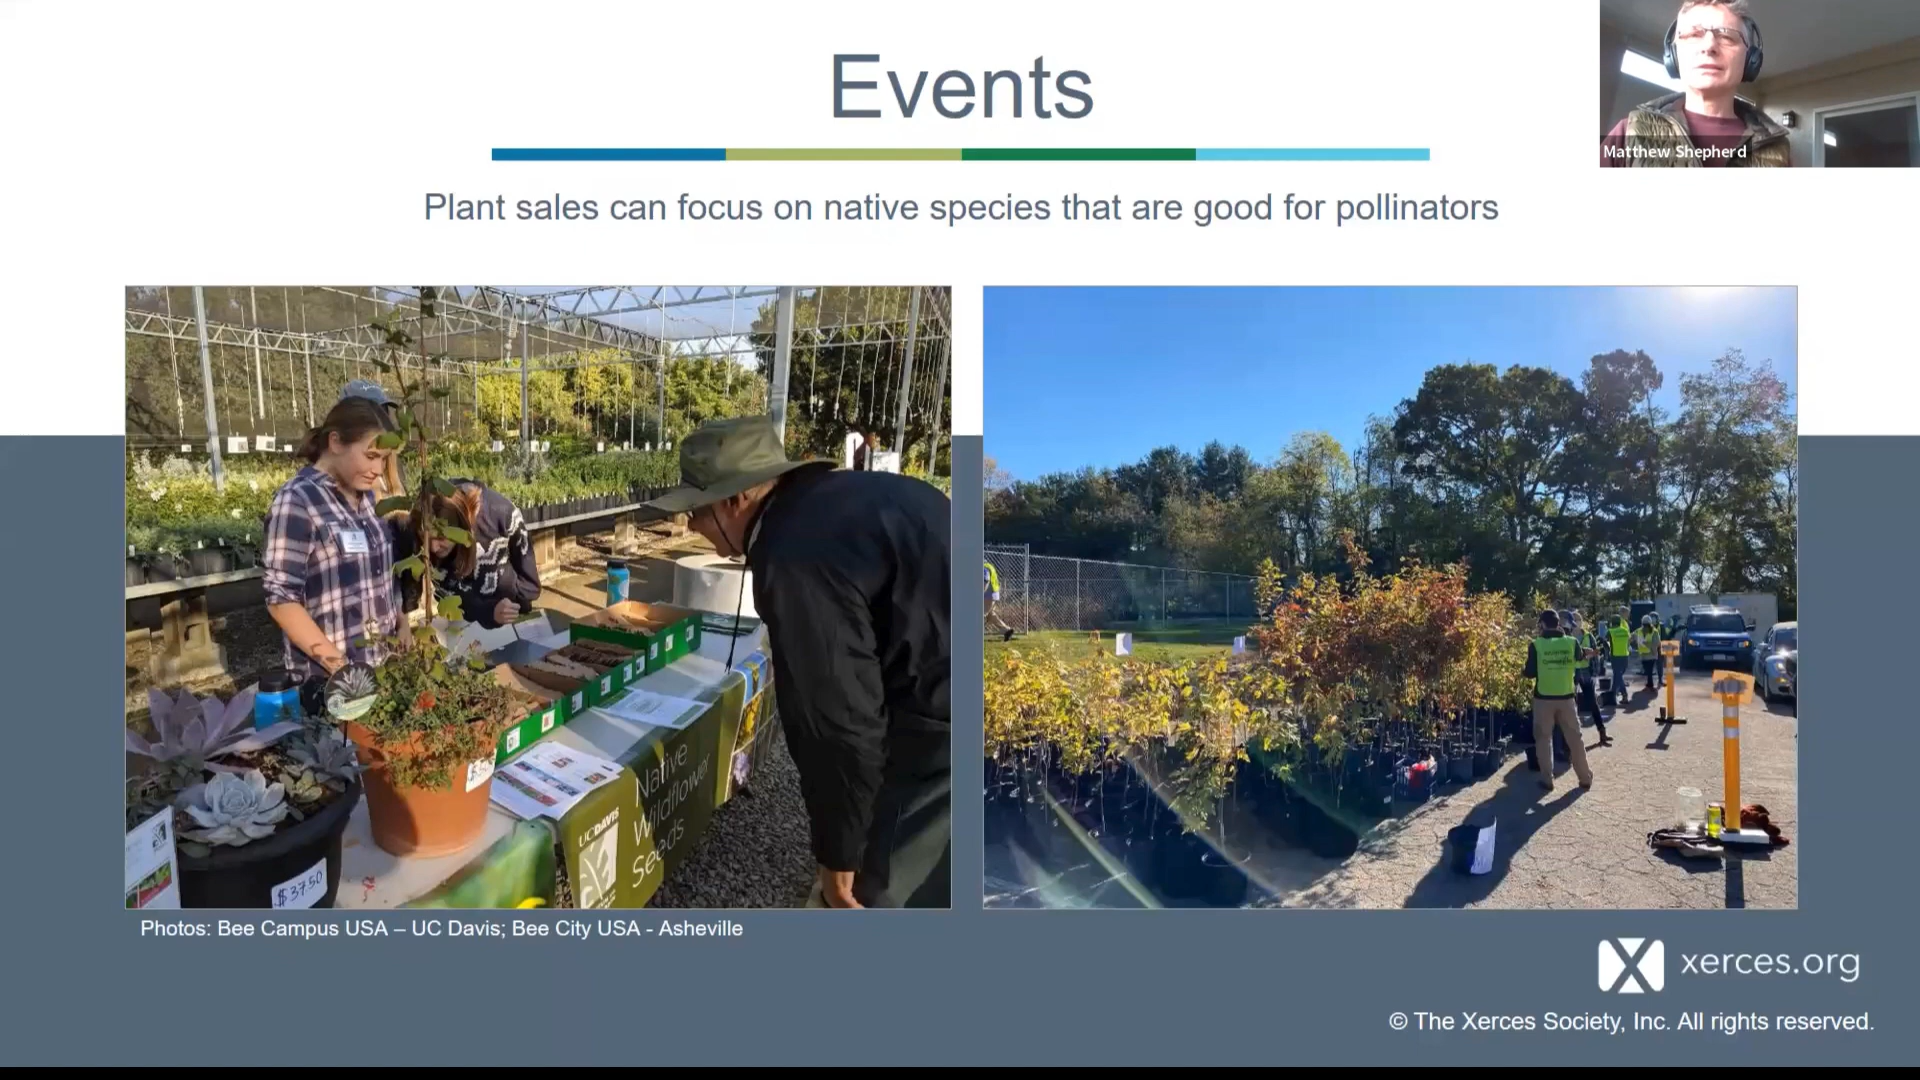 Events
Matthew Shepherd
Plant sales can focus on native species that are good for pollinators
UCDAVIS
Native
Wildflower
Seeds
$37.50
Photos: Bee Campus USA – UC Davis; Bee City USA - Asheville
xerces.org
© The Xerces Society, Inc. All rights reserved.